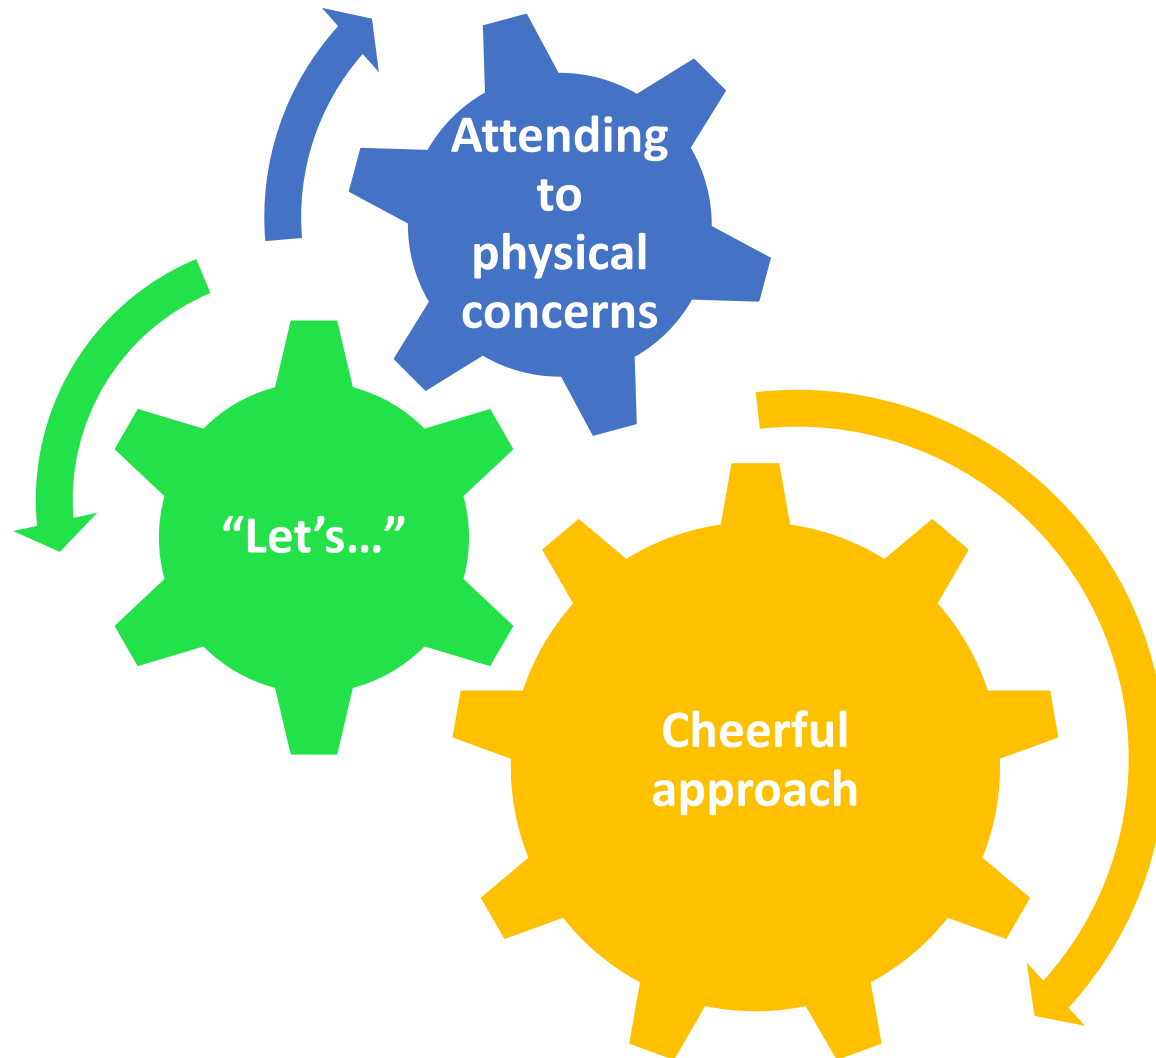 Attending
to
physical
concerns
“Let’s…”
Cheerful
approach